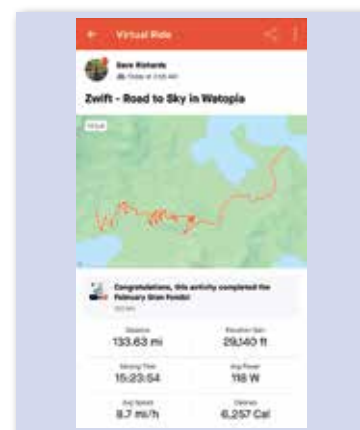 Virtual Ride
Dave Richards
Zwift - Road to Sky in Watopia
Congratulations, this activity completed the
February Gran Fondo!
Distance
133.63 mi
Elevation Gain
29,140 ft
Moving Time
15:23:54
Avg Power
118 W
Avg Speed
8.7 mi/h
Calories
6,257 Cal